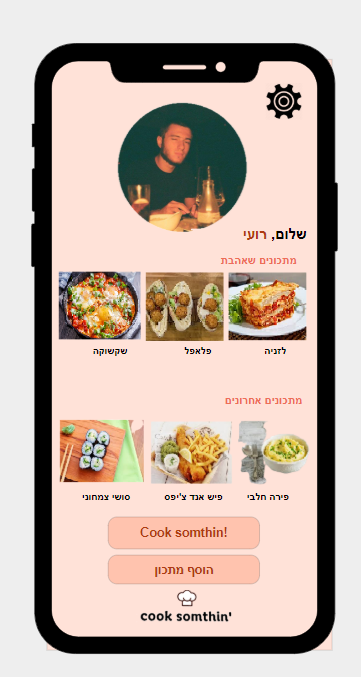 שלום, רועי
מתכונים שאהבת
לזניה פלאפל שקשוקה
מתכונים אחרונים
פירה חלבי פיש אנד צ'יפס סושי צמחוני
Cook somthin!
הוסף מתכון
cook somthin'